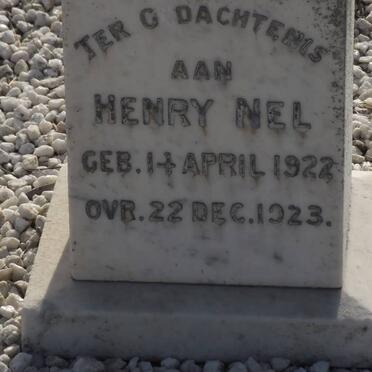 TER G DACHTENIS
AAN
HENRY NEL
GEB. 14 APRIL 1922
OVR. 22 DEC. 1923.